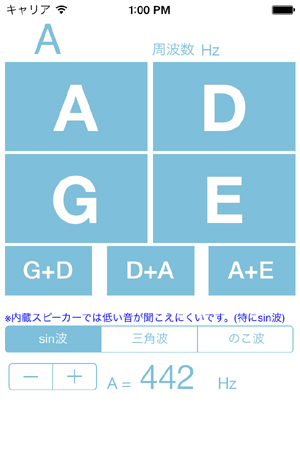 キャリア 1:00 PM
A 周波数 Hz
A D
G E
G+D D+A A+E
※内蔵スピーカーでは低い音が聞こえにくいです。(特にsin波)
sin波 三角波 のこ波
− + A = 442 Hz